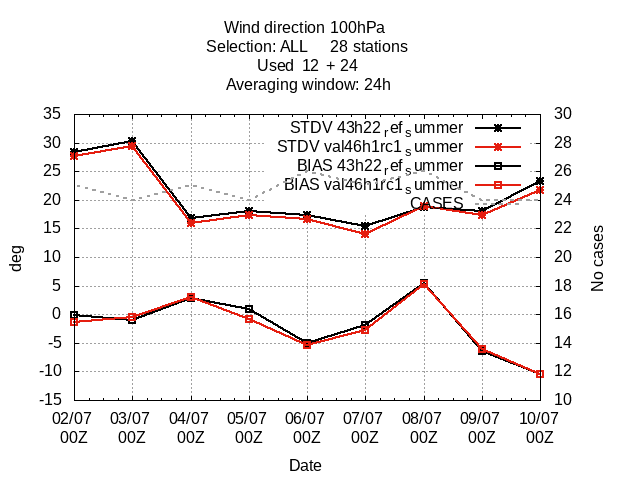 Wind direction 100hPa
Selection: ALL 28 stations
Used 12 + 24
Averaging window: 24h
STDV 43h22_ref_summer
STDV val46h1rc1_summer
BIAS 43h22_ref_summer
BIAS val46h1rc1_summer
CASES
35
30
25
20
15
10
5
0
-5
-10
-15
deg
30
28
26
24
22
20
18
16
14
12
10
No cases
02/07 03/07 04/07 05/07 06/07 07/07 08/07 09/07 10/07
00Z 00Z 00Z 00Z 00Z 00Z 00Z 00Z 00Z
Date